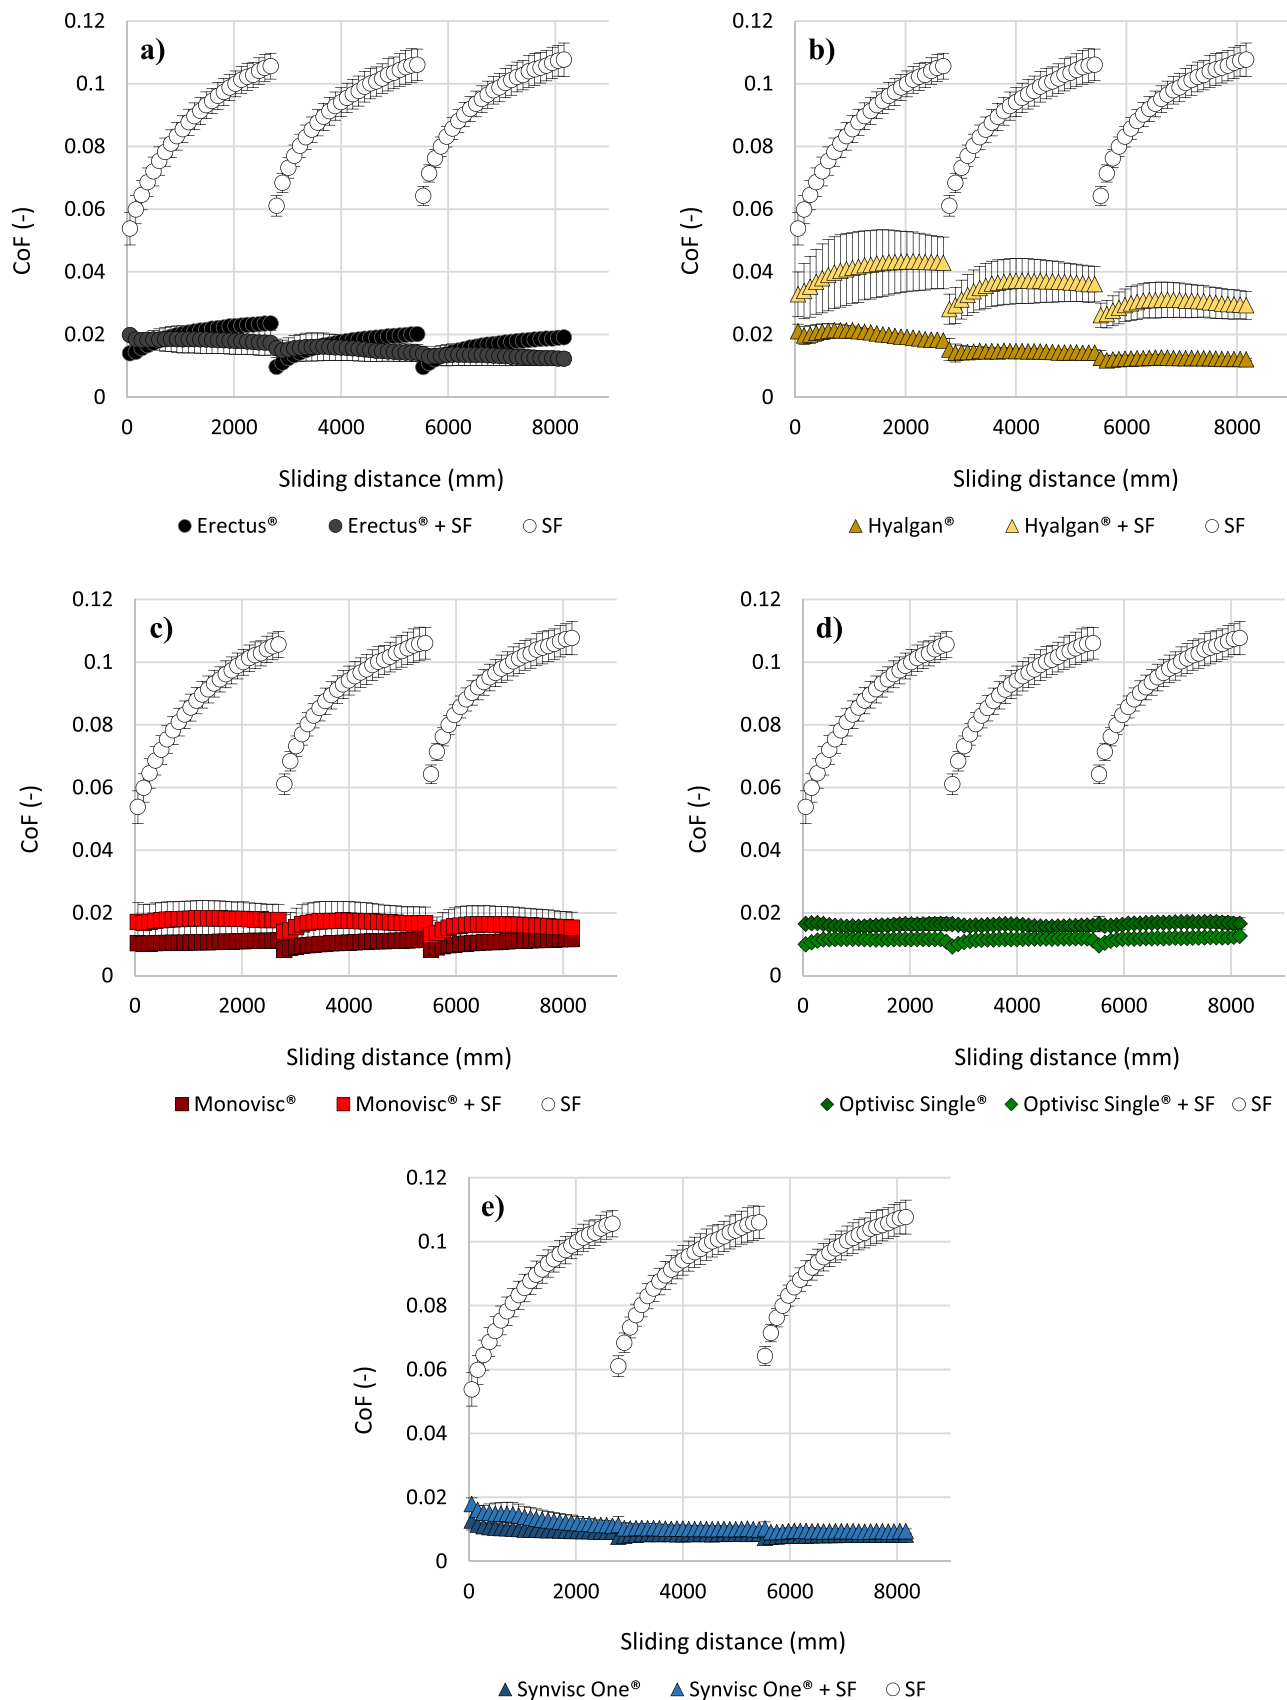 a)
0.12
0.1
0.08
0.06
0.04
0.02
0
CoF (-)
0 2000 4000 6000 8000
Sliding distance (mm)
Erectus® Erectus® + SF SF
b)
0.12
0.1
0.08
0.06
0.04
0.02
0
CoF (-)
0 2000 4000 6000 8000
Sliding distance (mm)
Hyalgan® Hyalgan® + SF SF
c)
0.12
0.1
0.08
0.06
0.04
0.02
0
CoF (-)
0 2000 4000 6000 8000
Sliding distance (mm)
Monovisc® Monovisc® + SF SF
d)
0.12
0.1
0.08
0.06
0.04
0.02
0
CoF (-)
0 2000 4000 6000 8000
Sliding distance (mm)
Optivisc Single® Optivisc Single® + SF SF
e)
0.12
0.1
0.08
0.06
0.04
0.02
0
CoF (-)
0 2000 4000 6000 8000
Sliding distance (mm)
Synvisc One® Synvisc One® + SF SF